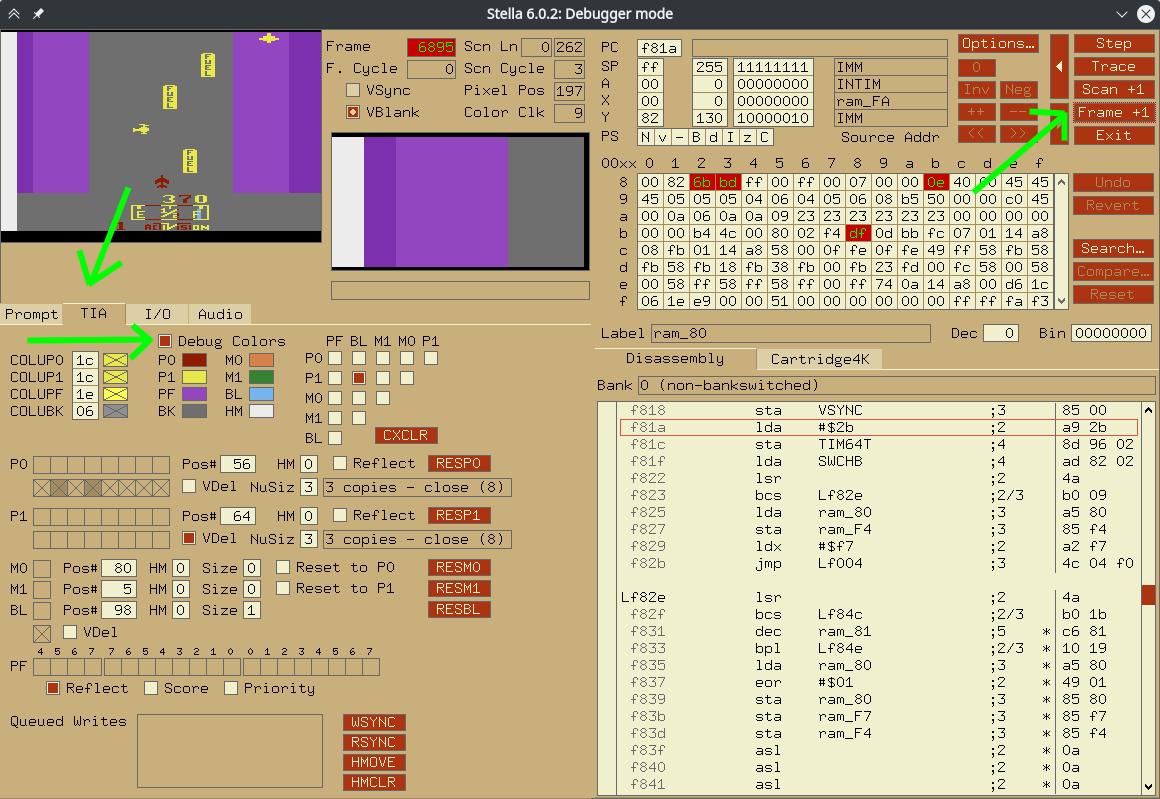 Stella 6.0.2: Debugger mode
FUEL
FUEL
FUEL
370
E ½ F
ACTIVISION
Frame 6895 Scn Ln 0 262
F. Cycle 0 Scn Cycle 3
VSync Pixel Pos 197
VBlank Color Clk 9
PC f81a
SP ff 255 11111111 IMM
A 00 0 00000000 INTIM
X 00 0 00000000 ram_FA
Y 82 130 10000010 IMM
PS N v - B d I z C Source Addr
Options... Step
0 Trace
Inv Neg Scan +1
++ -- Frame +1
<< >> Exit
00xx 0 1 2 3 4 5 6 7 8 9 a b c d e f
8 00 82 6b bd ff 00 ff 00 07 00 00 0e 40 00 45 45
9 45 05 05 05 04 06 04 05 06 08 b5 50 00 00 c0 45
a 00 0a 06 0a 0a 09 23 23 23 23 23 23 00 00 00 00
b 00 00 b4 4c 00 80 02 f4 df 0d bb fc 07 01 14 a8
c 08 fb 01 14 a8 58 00 0f fe 0f fe 49 ff 58 fb 58
d fb 58 fb 18 fb 38 fb 00 fb 23 fd 00 fc 58 00 58
e 00 58 ff 58 ff 58 ff 00 ff 74 0a 14 a8 00 d6 1c
f 06 1e e9 00 00 51 00 00 00 00 00 00 ff ff fa f3
Undo
Revert
Search...
Compare...
Reset
Label ram_80 Dec 0 Bin 00000000
Prompt TIA I/O Audio
Debug Colors
COLUP0 1c P0 M0
COLUP1 1c P1 M1
COLUPF 1e PF BL
COLUBK 06 BK HM
PF BL M1 M0 P1
P0
P1
M0
M1
BL CXCLR
P0 Pos# 56 HM 0 Reflect RESP0
VDel NuSiz 3 3 copies - close (8)
P1 Pos# 64 HM 0 Reflect RESP1
VDel NuSiz 3 3 copies - close (8)
M0 Pos# 80 HM 0 Size 0 Reset to P0 RESM0
M1 Pos# 5 HM 0 Size 0 Reset to P1 RESM1
BL Pos# 98 HM 0 Size 1 RESBL
VDel
4 5 6 7 7 6 5 4 3 2 1 0 0 1 2 3 4 5 6 7
PF
Reflect Score Priority
Queued Writes
WSYNC
RSYNC
HMOVE
HMCLR
Disassembly Cartridge4K
Bank 0 (non-bankswitched)
f818 sta VSYNC ;3 85 00
f81a lda #$2b ;2 a9 2b
f81c sta TIM64T ;4 8d 96 02
f81f lda SWCHB ;4 ad 82 02
f822 lsr ;2 4a
f823 bcs Lf82e ;2/3 b0 09
f825 lda ram_80 ;3 a5 80
f827 sta ram_F4 ;3 85 f4
f829 ldx #$f7 ;2 a2 f7
f82b jmp Lf004 ;3 4c 04 f0
Lf82e lsr ;2 4a
f82f bcs Lf84c ;2/3 b0 1b
f831 dec ram_81 ;5 * c6 81
f833 bpl Lf84e ;2/3 * 10 19
f835 lda ram_80 ;3 * a5 80
f837 eor #$01 ;2 * 49 01
f839 sta ram_80 ;3 * 85 80
f83b sta ram_F7 ;3 * 85 f7
f83d sta ram_F4 ;3 * 85 f4
f83f asl ;2 * 0a
f840 asl ;2 * 0a
f841 asl ;2 * 0a